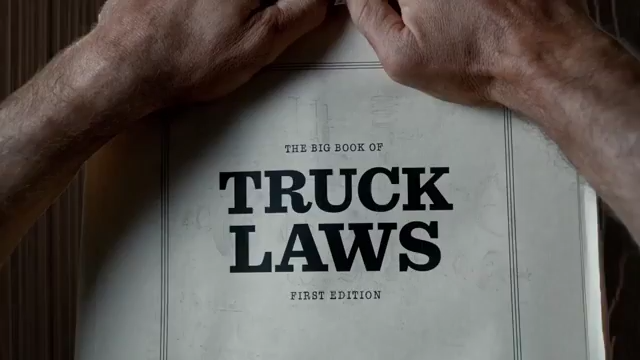 THE BIG BOOK OF
TRUCK
LAWS
FIRST EDITION